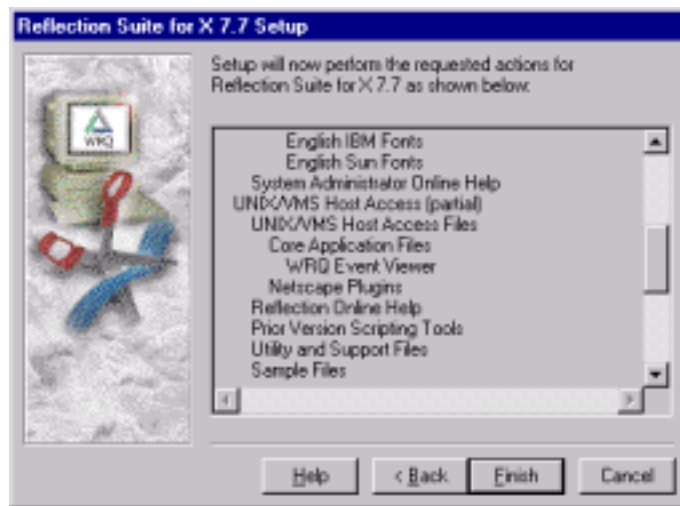 Reflection Suite for X 7.7 Setup
Setup will now perform the requested actions for
Reflection Suite for X 7.7 as shown below:
WRQ
English IBM Fonts
English Sun Fonts
System Administrator Online Help
UNIX/VMS Host Access (partial)
UNIX/VMS Host Access Files
Core Application Files
WRQ Event Viewer
Netscape Plugins
Reflection Online Help
Prior Version Scripting Tools
Utility and Support Files
Sample Files
Help
< Back
Finish
Cancel